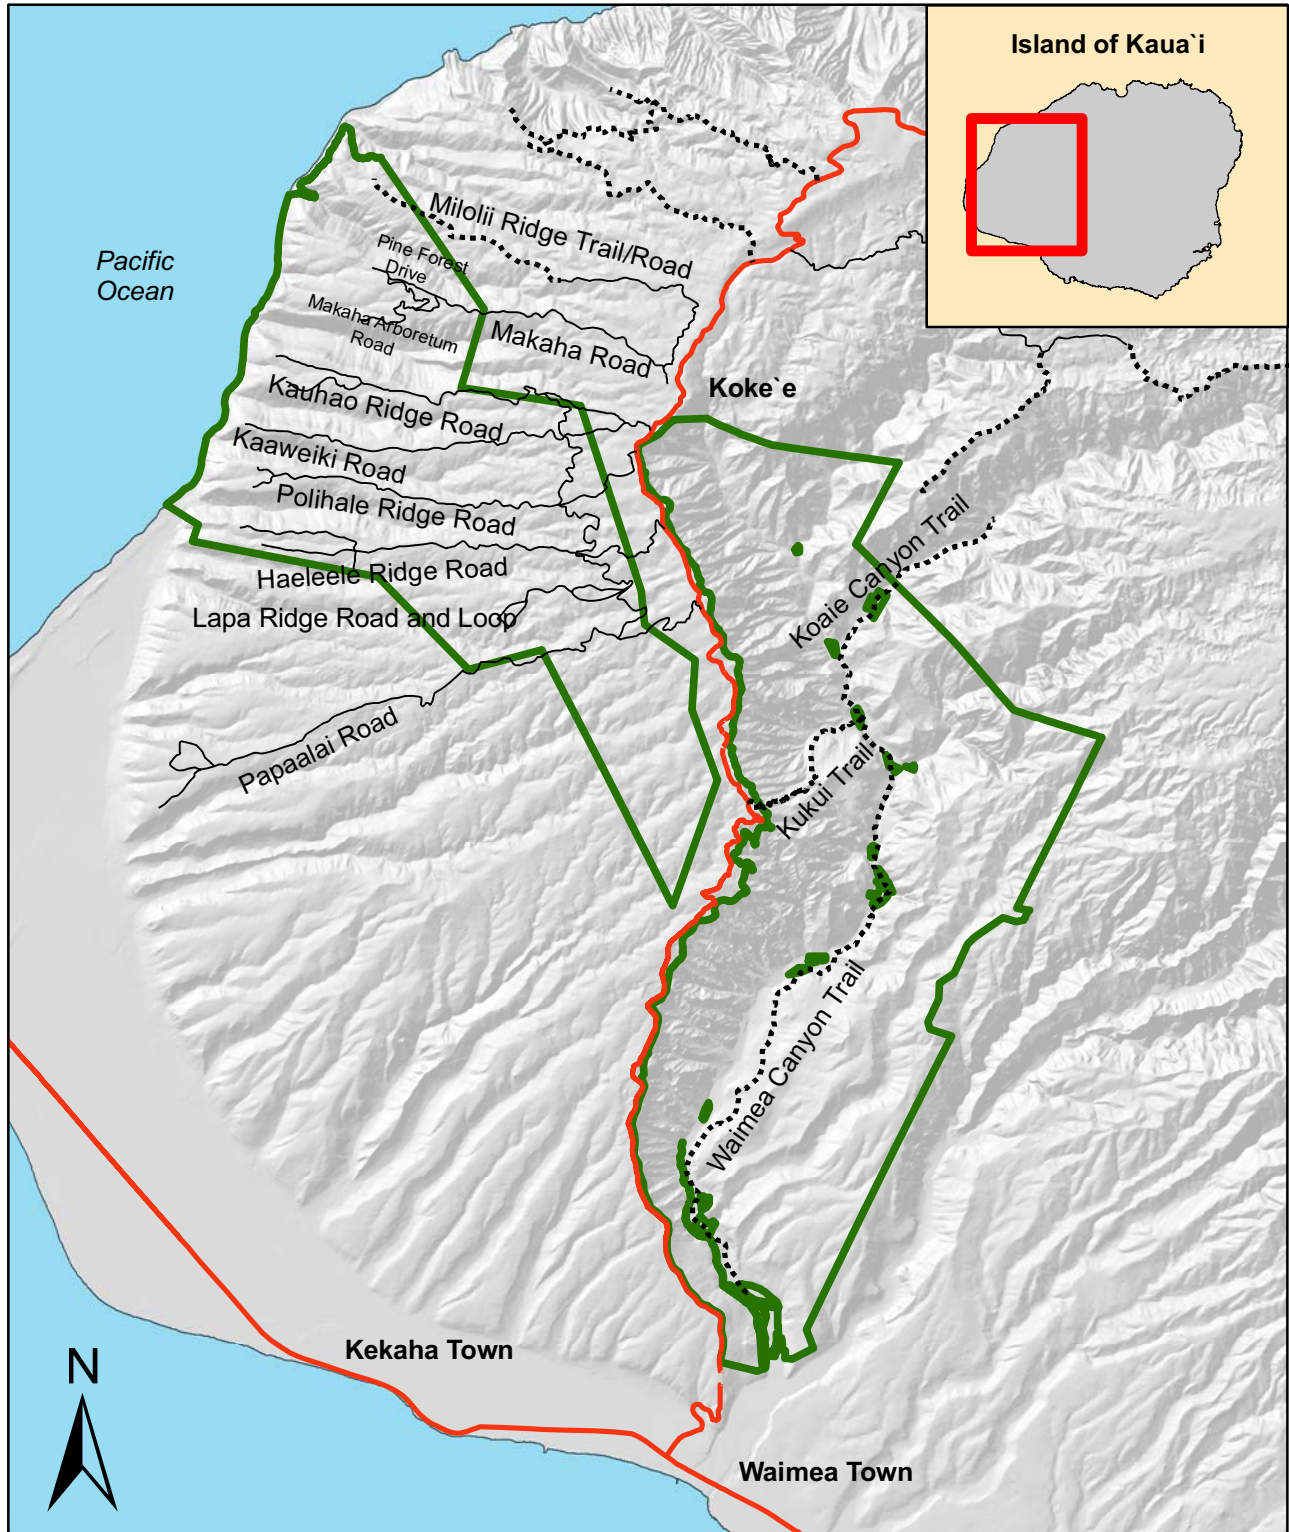 Island of Kaua`i
Pacific
Ocean
Milolii Ridge Trail/Road
Pine Forest
Drive
Makaha Arboretum
Road
Makaha Road
Koke`e
Kauhao Ridge Road
Kaaweiki Road
Polihale Ridge Road
Haeleele Ridge Road
Lapa Ridge Road and Loop
Koaie Canyon Trail
Papaalai Road
Kukui Trail
Waimea Canyon Trail
Kekaha Town
N
Waimea Town